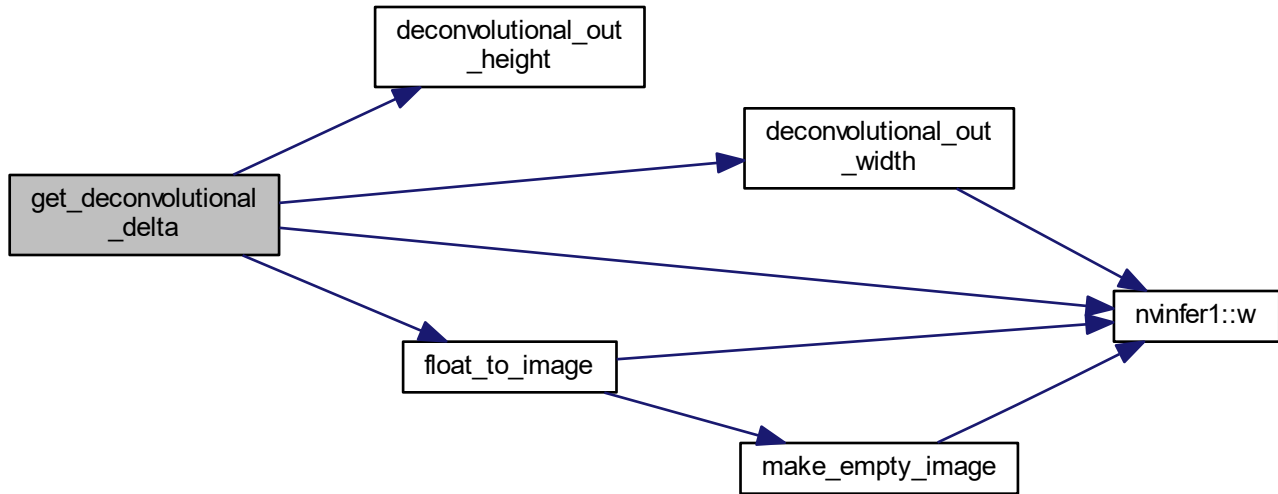 deconvolutional_out
_height
deconvolutional_out
_width
get_deconvolutional
_delta
nvinfer1::w
float_to_image
make_empty_image